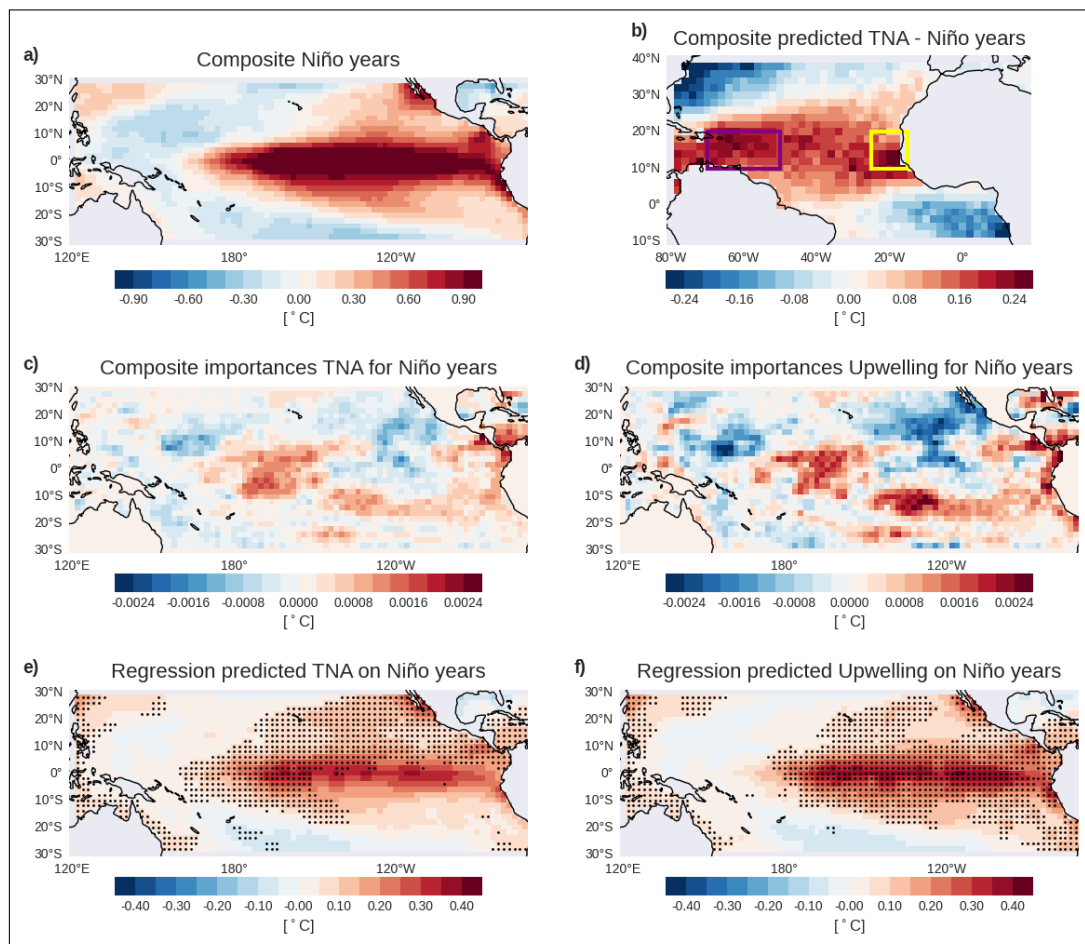 a)
Composite Niño years
30°N
20°N
10°N
0°
10°S
20°S
30°S
120°E 180° 120°W
-0.90 -0.60 -0.30 0.00 0.30 0.60 0.90
[°C]
b)
Composite predicted TNA - Niño years
40°N
30°N
20°N
10°N
0°
10°S
80°W 60°W 40°W 20°W 0°
-0.24 -0.16 -0.08 0.00 0.08 0.16 0.24
[°C]
c)
Composite importances TNA for Niño years
30°N
20°N
10°N
0°
10°S
20°S
30°S
120°E 180° 120°W
-0.0024 -0.0016 -0.0008 0.0000 0.0008 0.0016 0.0024
[°C]
d)
Composite importances Upwelling for Niño years
30°N
20°N
10°N
0°
10°S
20°S
30°S
120°E 180° 120°W
-0.0024 -0.0016 -0.0008 0.0000 0.0008 0.0016 0.0024
[°C]
e)
Regression predicted TNA on Niño years
30°N
20°N
10°N
0°
10°S
20°S
30°S
120°E 180° 120°W
-0.40 -0.30 -0.20 -0.10 -0.00 0.10 0.20 0.30 0.40
[°C]
f)
Regression predicted Upwelling on Niño years
30°N
20°N
10°N
0°
10°S
20°S
30°S
120°E 180° 120°W
-0.40 -0.30 -0.20 -0.10 -0.00 0.10 0.20 0.30 0.40
[°C]